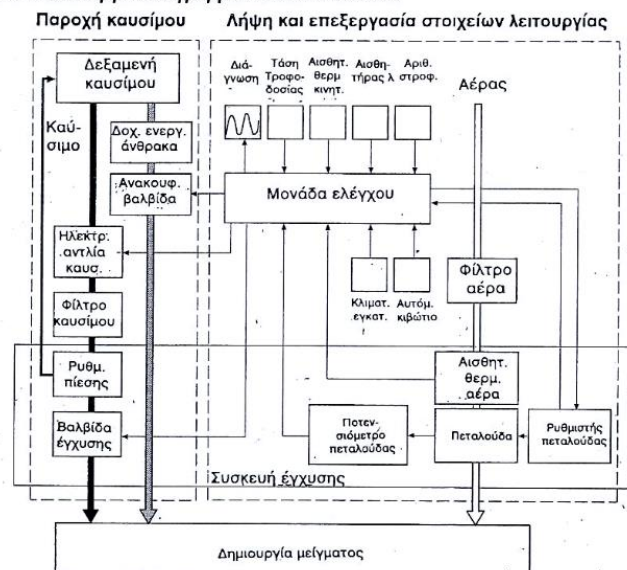 Παροχή καυσίμου
Λήψη και επεξεργασία στοιχείων λειτουργίας
Δεξαμενή
καυσίμου
Καύ-
σιμο
Δοχ. ενεργ.
άνθρακα
Ανακουφ.
βαλβίδα
Ηλεκτρ.
αντλία
καυσ.
Φίλτρο
καυσίμου
Ρυθμ.
πίεσης
Βαλβίδα
έγχυσης
Διά-
γνωση
Τάση
Τροφο-
δοσίας
Αισθητ.
θερμ
κινητ.
Αισθη-
τήρας λ
Αριθ.
στροφ.
Αέρας
Μονάδα ελέγχου
Κλιματ.
εγκατ.
Αυτόμ.
κιβώτιο
Φίλτρο
αέρα
Αισθητ.
θερμ.
αέρα
Ποτεν-
σιόμετρο
πεταλούδας
Πεταλούδα
Ρυθμιστής
πεταλούδας
Συσκευή έγχυσης
Δημιουργία μείγματος